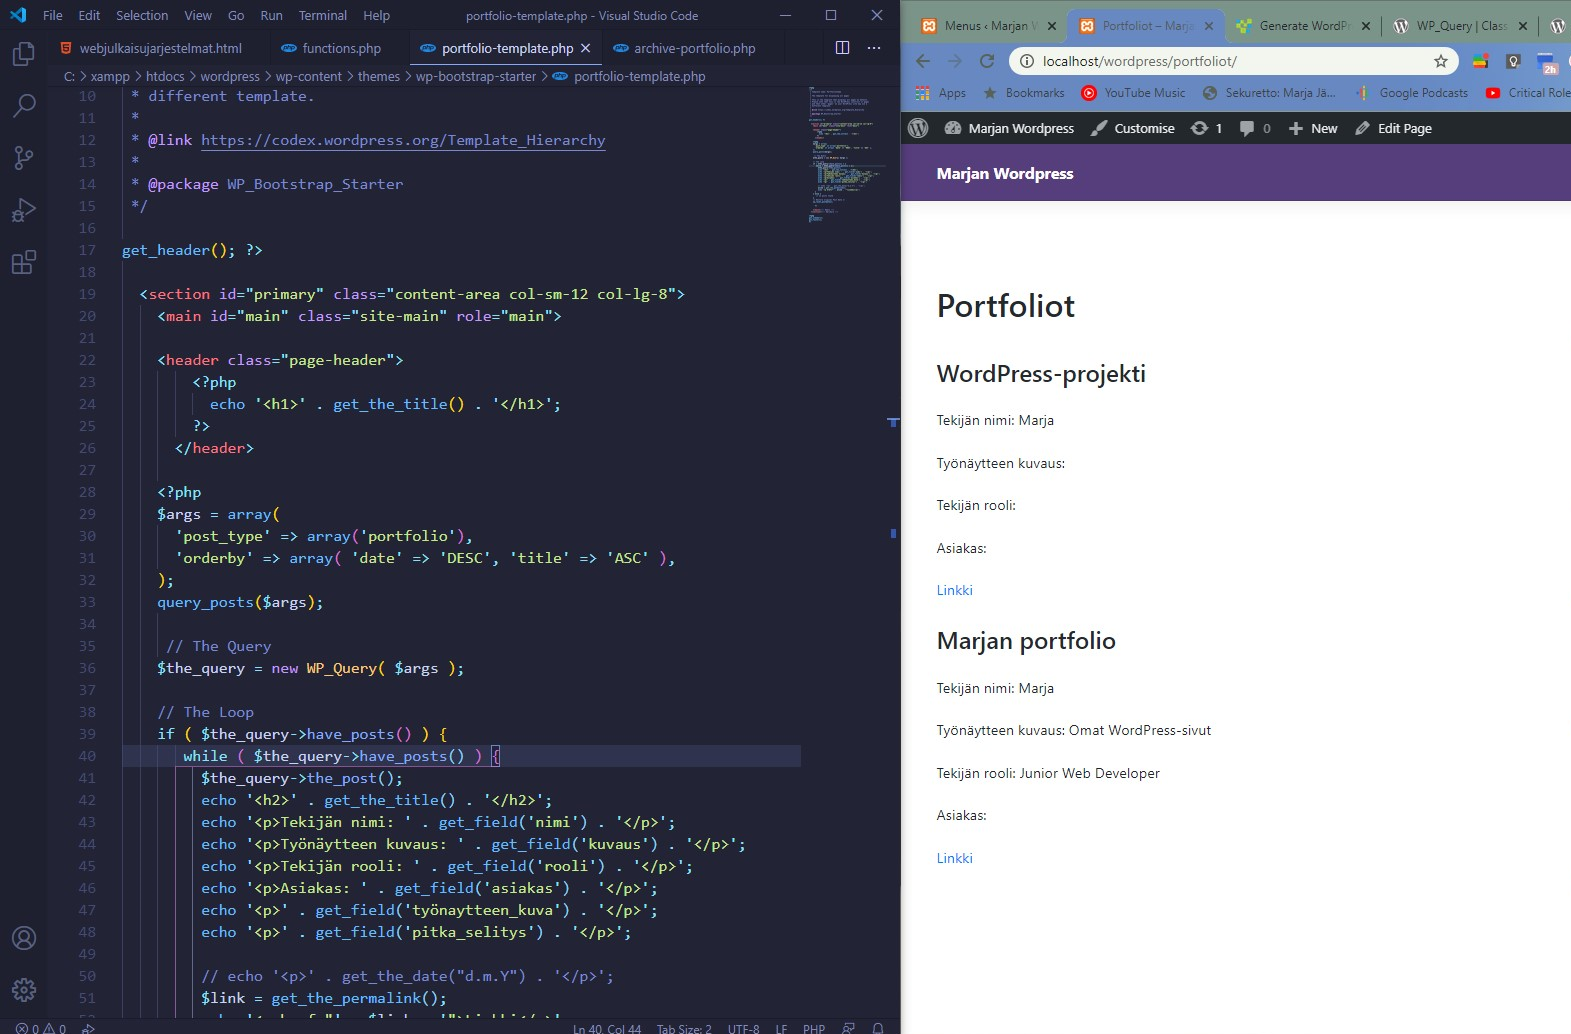 File Edit Selection View Go Run Terminal Help portfolio-template.php - Visual Studio Code
webjulkaisujarjestelmat.html functions.php portfolio-template.php archive-portfolio.php
C: > xampp > htdocs > wordpress > wp-content > themes > wp-bootstrap-starter > portfolio-template.php
10 * different template.
11 *
12 * @link https://codex.wordpress.org/Template_Hierarchy
13 *
14 * @package WP_Bootstrap_Starter
15 */
16
17 get_header(); ?>
18
19 <section id="primary" class="content-area col-sm-12 col-lg-8">
20 <main id="main" class="site-main" role="main">
21
22 <header class="page-header">
23 <?php
24 echo '<h1>' . get_the_title() . '</h1>';
25 ?>
26 </header>
27
28 <?php
29 $args = array(
30 'post_type' => array('portfolio'),
31 'orderby' => array( 'date' => 'DESC', 'title' => 'ASC' ),
32 );
33 query_posts($args);
34
35 // The Query
36 $the_query = new WP_Query( $args );
37
38 // The Loop
39 if ( $the_query->have_posts() ) {
40 while ( $the_query->have_posts() ) {
41 $the_query->the_post();
42 echo '<h2>' . get_the_title() . '</h2>';
43 echo '<p>Tekijän nimi: ' . get_field('nimi') . '</p>';
44 echo '<p>Työnäytteen kuvaus: ' . get_field('kuvaus') . '</p>';
45 echo '<p>Tekijän rooli: ' . get_field('rooli') . '</p>';
46 echo '<p>Asiakas: ' . get_field('asiakas') . '</p>';
47 echo '<p>' . get_field('työnaytteen_kuva') . '</p>';
48 echo '<p>' . get_field('pitka_selitys') . '</p>';
49
50 // echo '<p>' . get_the_date("d.m.Y") . '</p>';
51 $link = get_the_permalink();
0 0 Ln 40, Col 44 Tab Size: 2 UTF-8 LF PHP
Menus ‹ Marjan W Portfoliot – Marja Generate WordPr WP_Query | Class
localhost/wordpress/portfoliot/ 2h
Apps Bookmarks YouTube Music Sekuretto: Marja Jä... Google Podcasts Critical Role
Marjan Wordpress Customise 1 0 New Edit Page
Marjan Wordpress
Portfoliot
WordPress-projekti
Tekijän nimi: Marja
Työnäytteen kuvaus:
Tekijän rooli:
Asiakas:
Linkki
Marjan portfolio
Tekijän nimi: Marja
Työnäytteen kuvaus: Omat WordPress-sivut
Tekijän rooli: Junior Web Developer
Asiakas:
Linkki